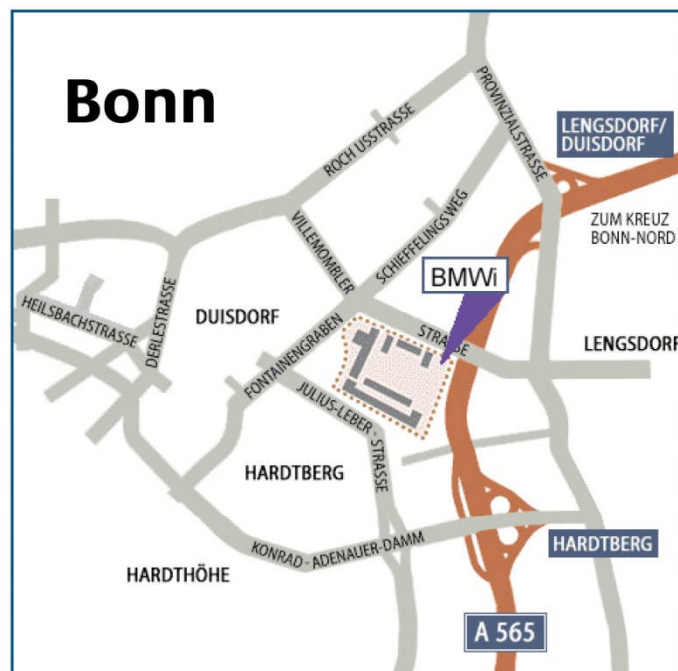 Bonn
ROCH USSTRASSE
PROVINZIALSTRASSE
LENGSDORF/
DUISDORF
ZUM KREUZ
BONN-NORD
VILLEMOMBLER
SCHIEFFELINGSWEG
BMWi
HEILSBACHSTRASSE
DERLESTRASSE
DUISDORF
FONTAINENGRABEN
STRASSE
LENGSDORF
JULIUS-LEBER-
STRASSE
HARDTBERG
KONRAD-ADENAUER-DAMM
HARDTBERG
HARDTHÖHE
A 565